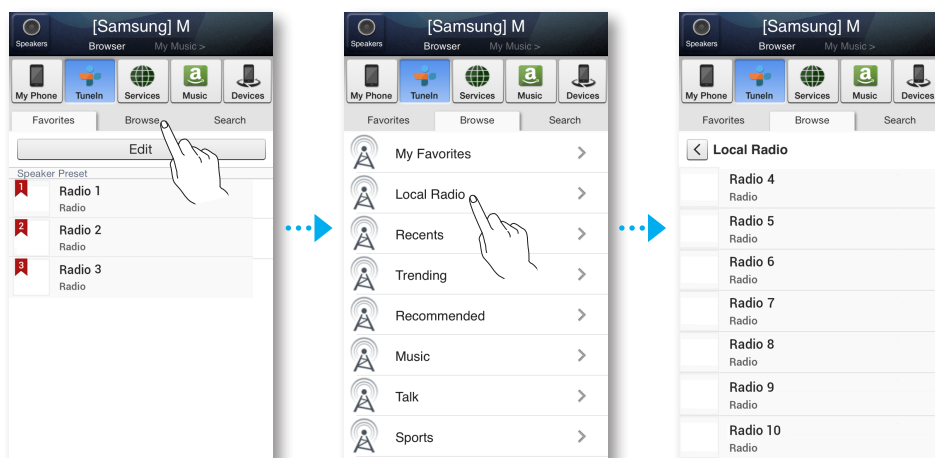 [Samsung] M
Speakers
Browser My Music >
My Phone TuneIn Services a Music Devices
Favorites Browse Search
Edit
Speaker Preset
1 Radio 1
Radio
2 Radio 2
Radio
3 Radio 3
Radio
[Samsung] M
Speakers
Browser My Music >
My Phone TuneIn Services a Music Devices
Favorites Browse Search
My Favorites
Local Radio
Recents
Trending
Recommended
Music
Talk
Sports
[Samsung] M
Speakers
Browser My Music >
My Phone TuneIn Services a Music Devices
Favorites Browse Search
Local Radio
Radio 4
Radio
Radio 5
Radio
Radio 6
Radio
Radio 7
Radio
Radio 8
Radio
Radio 9
Radio
Radio 10
Radio